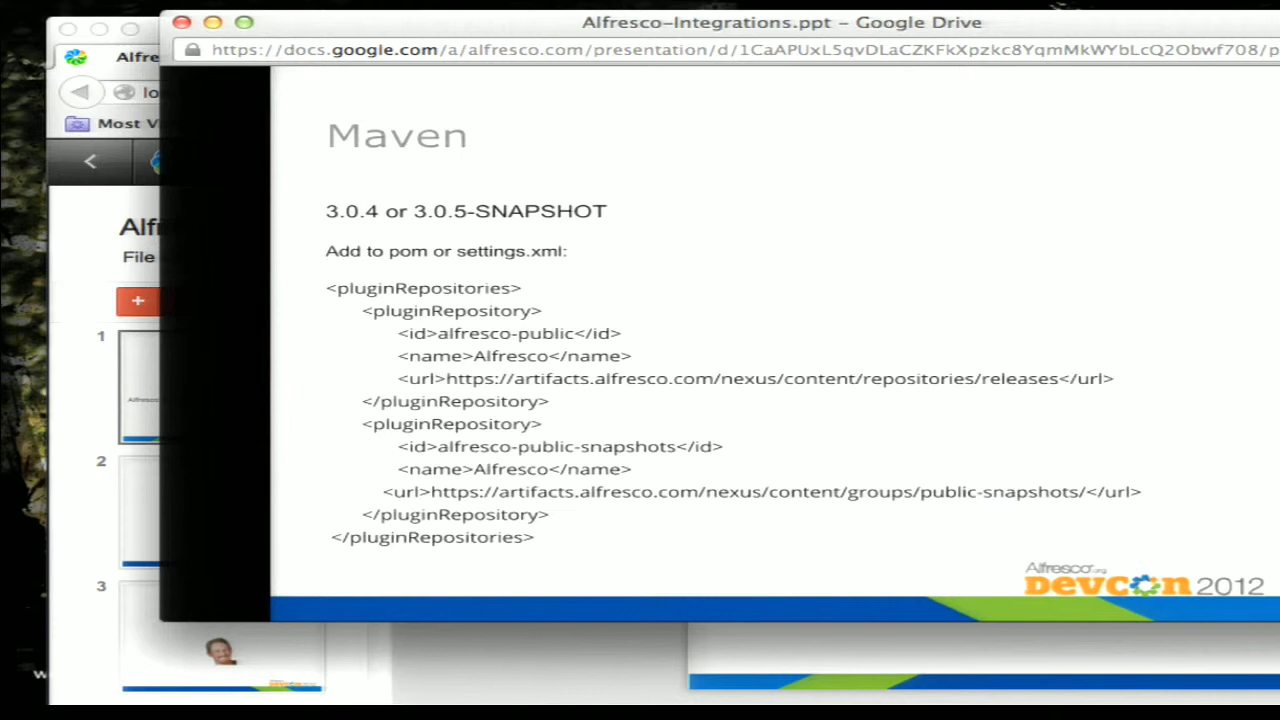 Alfresco-Integrations.ppt – Google Drive
https://docs.google.com/a/alfresco.com/presentation/d/
Alfre
lo
Most V
Alf
File
+
1
2
3
Maven
3.0.4 or 3.0.5-SNAPSHOT
Add to pom or settings.xml:
<pluginRepositories>
<pluginRepository>
<id>alfresco-public</id>
<name>Alfresco</name>
<url>https://artifacts.alfresco.com/nexus/content/repositories/releases</url>
</pluginRepository>
<pluginRepository>
<id>alfresco-public-snapshots</id>
<name>Alfresco</name>
<url>https://artifacts.alfresco.com/nexus/content/groups/public-snapshots/</url>
</pluginRepository>
</pluginRepositories>
Alfresco.org
DevCon 2012